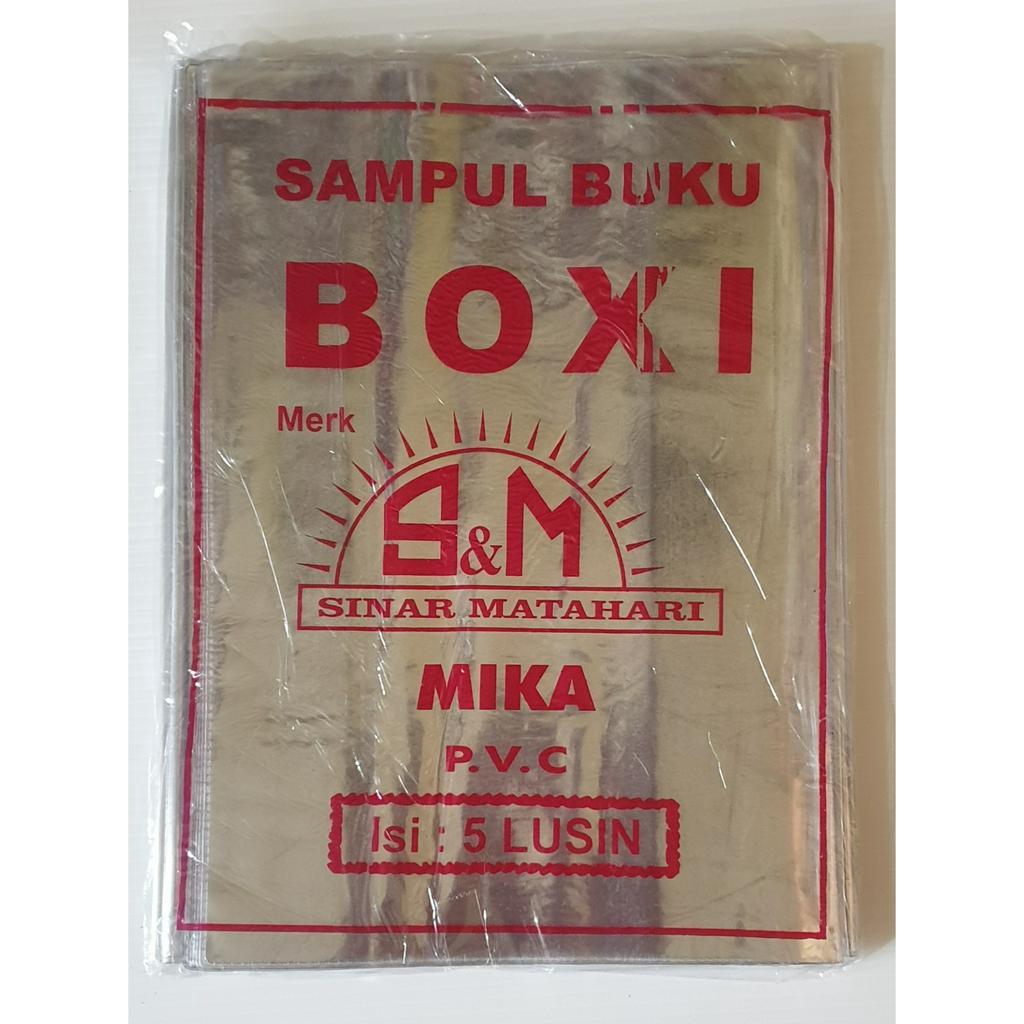 SAMPUL BUKU
BOXI
Merk
S&M
SINAR MATAHARI
MIKA
P.V.C
Isi : 5 LUSIN